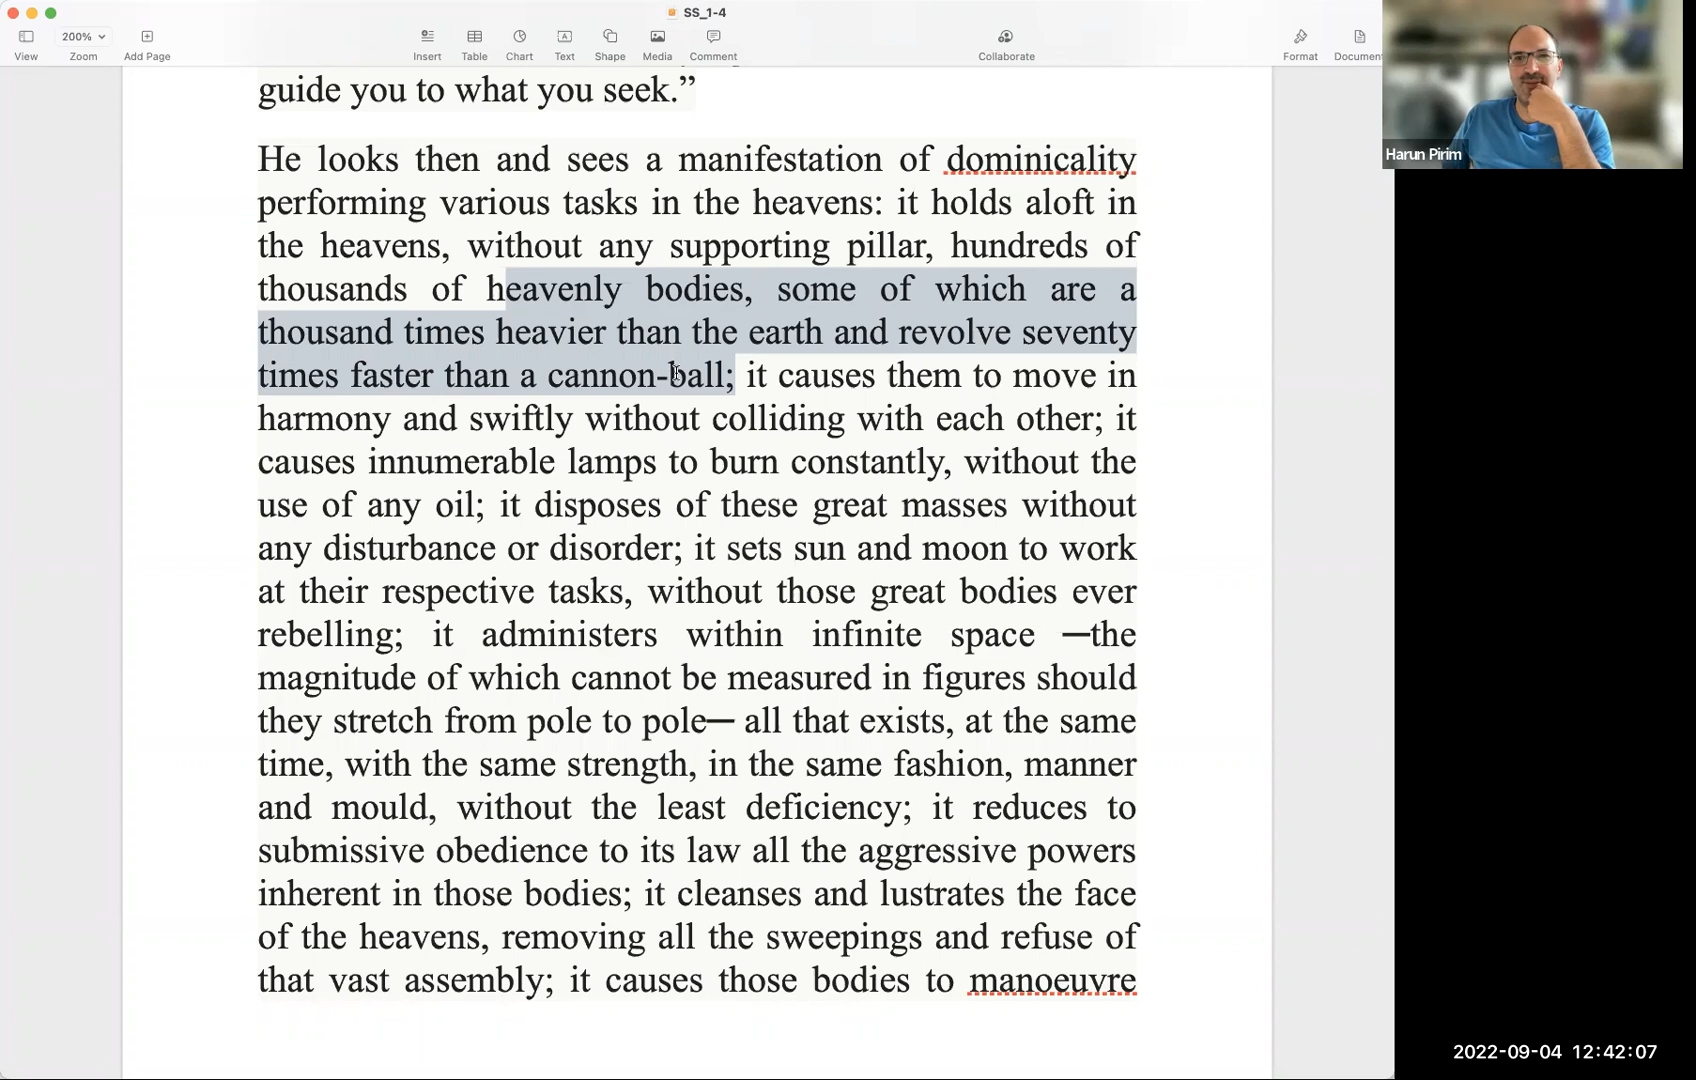 SS_1-4
200%
View
Zoom
Add Page
Insert
Table
Chart
Text
Shape
Media
Comment
Collaborate
Format
Document
guide you to what you seek.”
He looks then and sees a manifestation of dominicality
performing various tasks in the heavens: it holds aloft in
the heavens, without any supporting pillar, hundreds of
thousands of heavenly bodies, some of which are a
thousand times heavier than the earth and revolve seventy
times faster than a cannon-ball; it causes them to move in
harmony and swiftly without colliding with each other; it
causes innumerable lamps to burn constantly, without the
use of any oil; it disposes of these great masses without
any disturbance or disorder; it sets sun and moon to work
at their respective tasks, without those great bodies ever
rebelling; it administers within infinite space —the
magnitude of which cannot be measured in figures should
they stretch from pole to pole— all that exists, at the same
time, with the same strength, in the same fashion, manner
and mould, without the least deficiency; it reduces to
submissive obedience to its law all the aggressive powers
inherent in those bodies; it cleanses and lustrates the face
of the heavens, removing all the sweepings and refuse of
that vast assembly; it causes those bodies to manoeuvre
Harun Pirim
2022-09-04 12:42:07